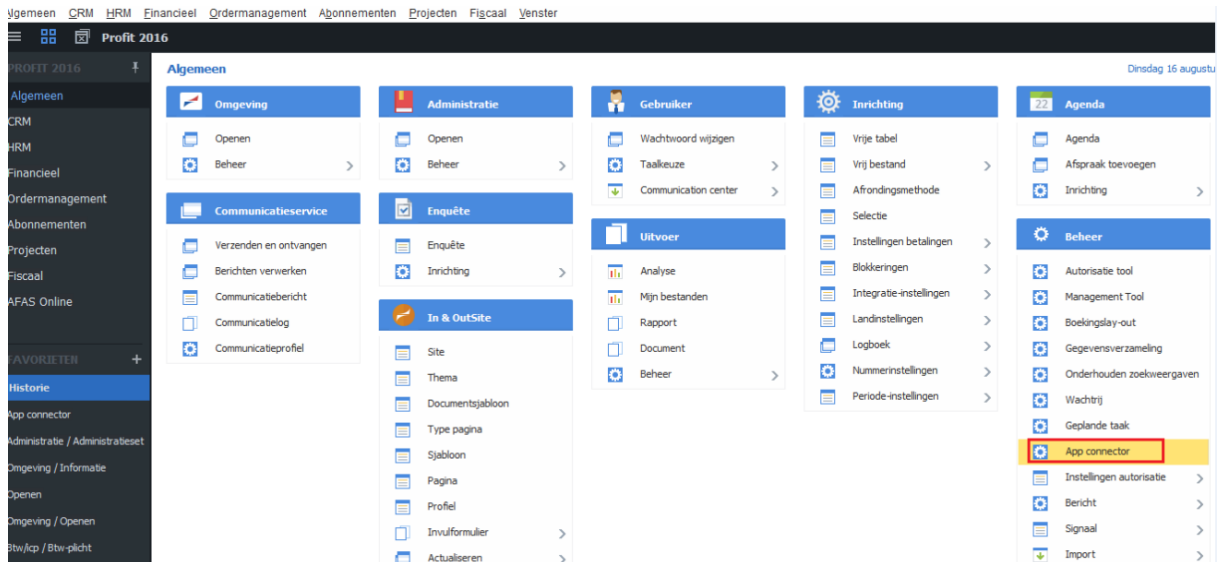 Algemeen CRM HRM Financieel Ordermanagement Abonnementen Projecten Fiscaal Venster
Profit 2016
PROFIT 2016
Algemeen
CRM
HRM
Financieel
Ordermanagement
Abonnementen
Projecten
Fiscaal
AFAS Online
FAVORIETEN +
Historie
App connector
Administratie / Administratieset
Omgeving / Informatie
Openen
Omgeving / Openen
Btw/icp / Btw-plicht
Algemeen
Dinsdag 16 augustu
Omgeving
Openen
Beheer
Communicatieservice
Verzenden en ontvangen
Berichten verwerken
Communicatiebericht
Communicatielog
Communicatieprofiel
Administratie
Openen
Beheer
Enquête
Enquête
Inrichting
In & OutSite
Site
Thema
Documentsjabloon
Type pagina
Sjabloon
Pagina
Profiel
Invulformulier
Actualiseren
Gebruiker
Wachtwoord wijzigen
Taalkeuze
Communication center
Uitvoer
Analyse
Mijn bestanden
Rapport
Document
Beheer
Inrichting
Vrije tabel
Vrij bestand
Afrondingsmethode
Selectie
Instellingen betalingen
Blokkeringen
Integratie-instellingen
Landinstellingen
Logboek
Nummerinstellingen
Periode-instellingen
22 Agenda
Agenda
Afspraak toevoegen
Inrichting
Beheer
Autorisatie tool
Management Tool
Boekingslay-out
Gegevensverzameling
Onderhouden zoekweergaven
Wachtrij
Geplande taak
App connector
Instellingen autorisatie
Bericht
Signaal
Import